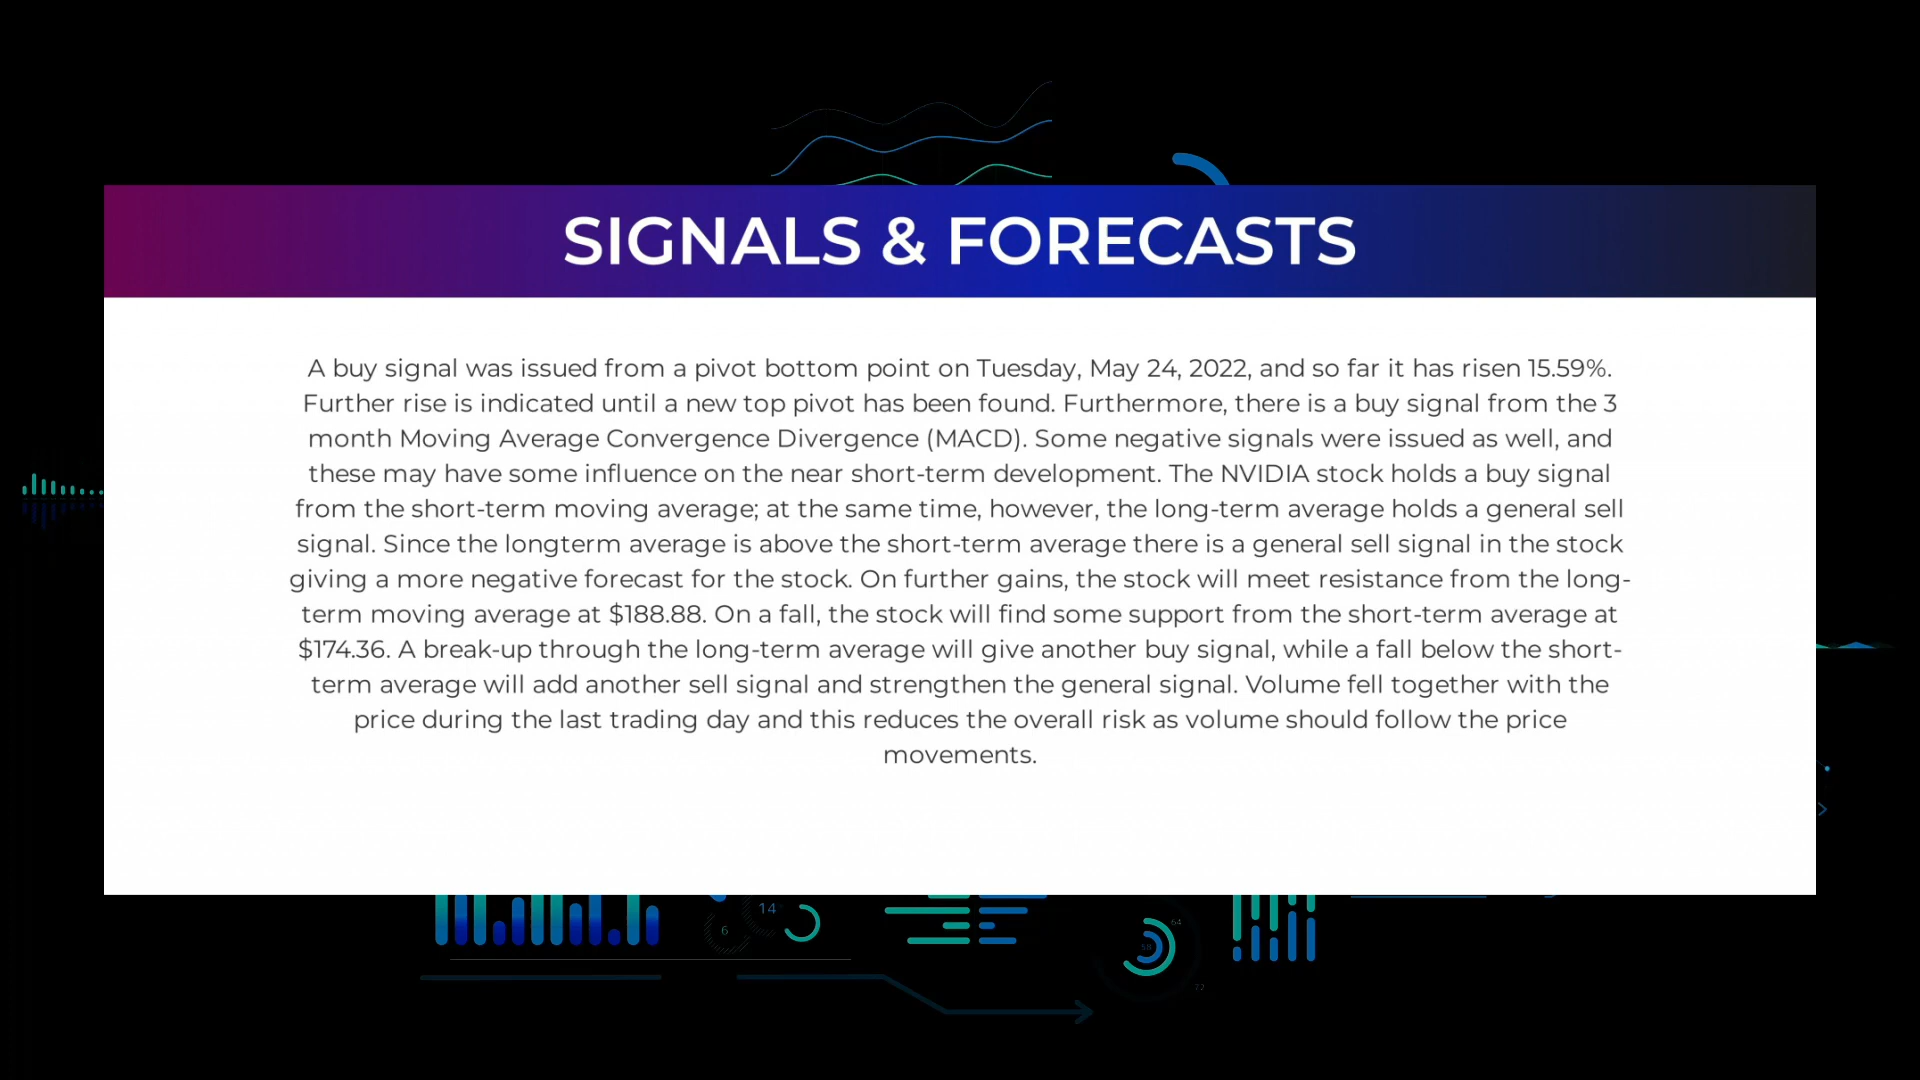 SIGNALS & FORECASTS
A buy signal was issued from a pivot bottom point on Tuesday, May 24, 2022, and so far it has risen 15.59%.
Further rise is indicated until a new top pivot has been found. Furthermore, there is a buy signal from the 3
month Moving Average Convergence Divergence (MACD). Some negative signals were issued as well, and
these may have some influence on the near short-term development. The NVIDIA stock holds a buy signal
from the short-term moving average; at the same time, however, the long-term average holds a general sell
signal. Since the longterm average is above the short-term average there is a general sell signal in the stock
giving a more negative forecast for the stock. On further gains, the stock will meet resistance from the long-
term moving average at $188.88. On a fall, the stock will find some support from the short-term average at
$174.36. A break-up through the long-term average will give another buy signal, while a fall below the short-
term average will add another sell signal and strengthen the general signal. Volume fell together with the
price during the last trading day and this reduces the overall risk as volume should follow the price
movements.
14
6
64